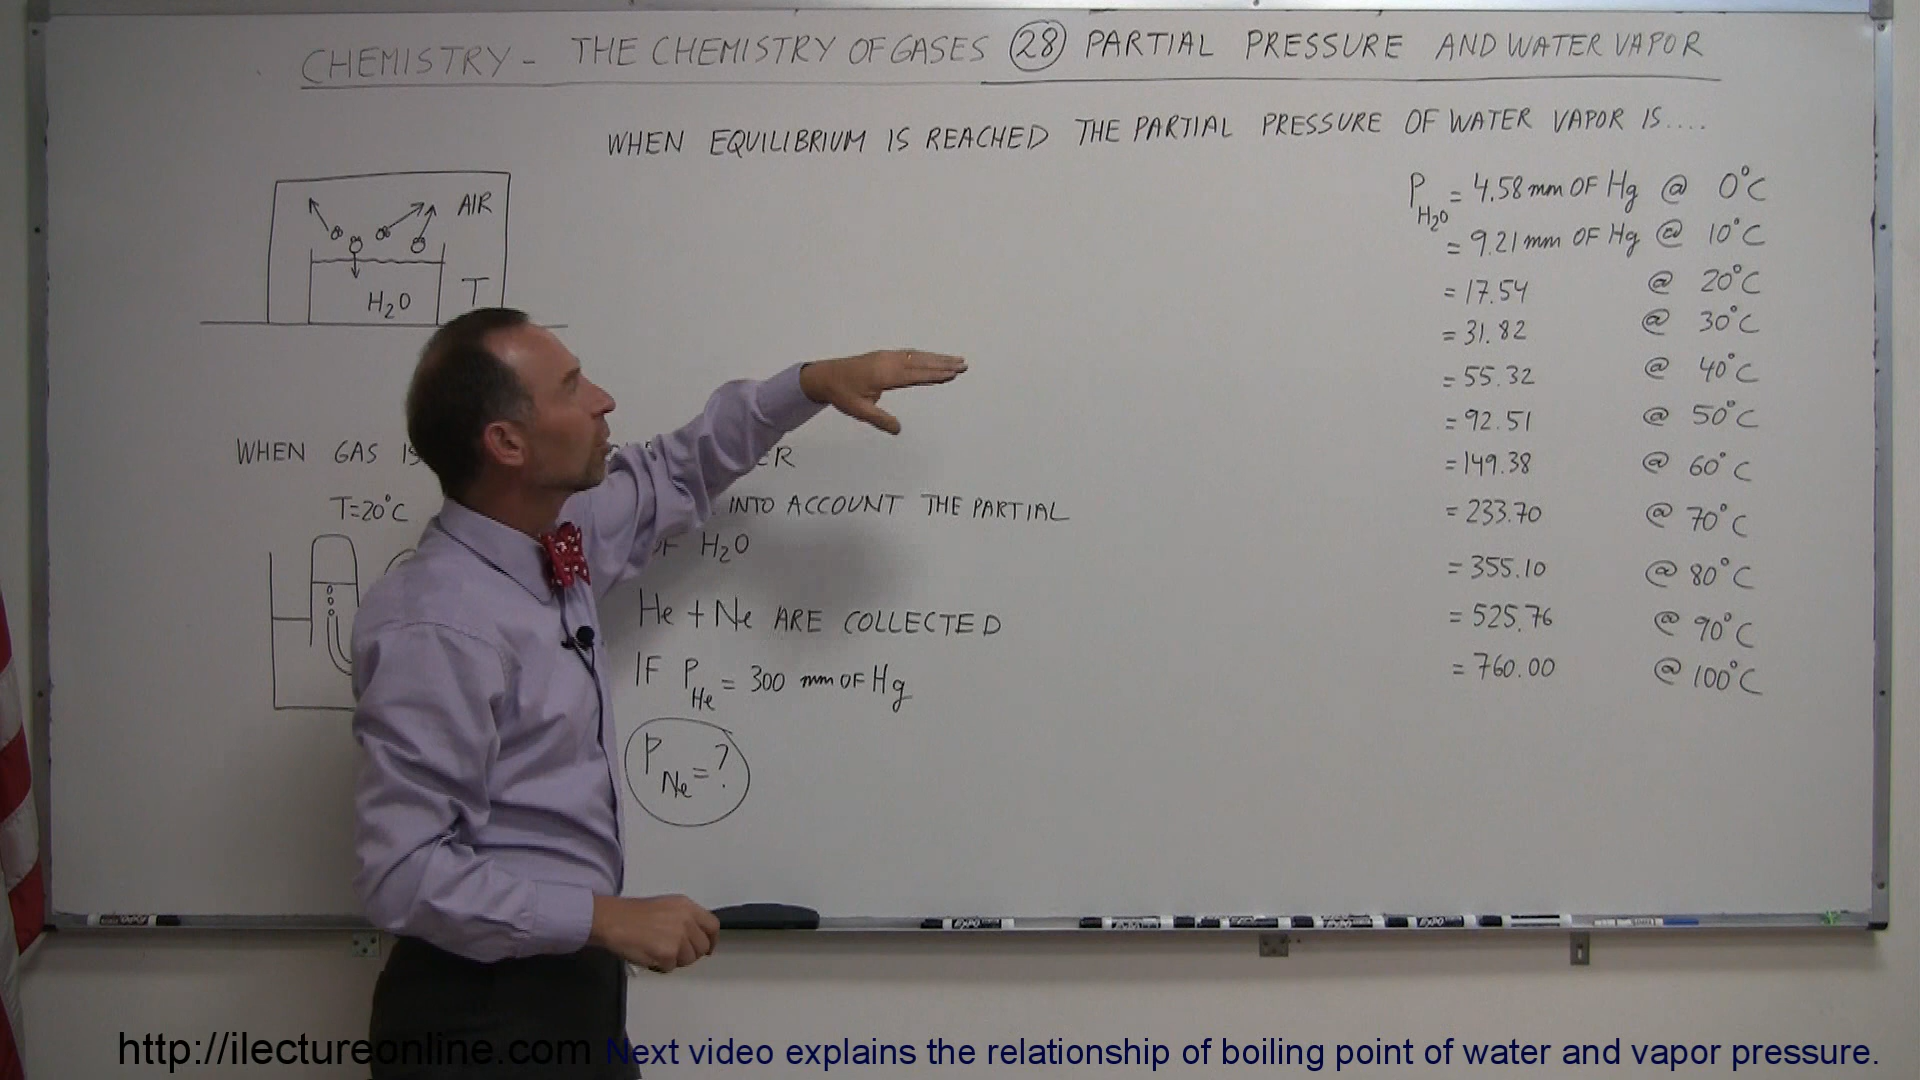 CHEMISTRY - THE CHEMISTRY OF GASES 28 PARTIAL PRESSURE AND WATER VAPOR
WHEN EQUILIBRIUM IS REACHED THE PARTIAL PRESSURE OF WATER VAPOR IS....
AIR
H2O
T
P H2O = 4.58 mm OF Hg @ 0°C
= 9.21 mm OF Hg @ 10°C
= 17.54 @ 20°C
= 31.82 @ 30°C
= 55.32 @ 40°C
= 92.51 @ 50°C
= 149.38 @ 60°C
= 233.70 @ 70°C
= 355.10 @ 80°C
= 525.76 @ 90°C
= 760.00 @ 100°C
WHEN GAS IS
T=20°C INTO ACCOUNT THE PARTIAL
OF H2O
He + Ne ARE COLLECTED
IF P He = 300 mm OF Hg
P Ne = ?
http://ilectureonline.com Next video explains the relationship of boiling point of water and vapor pressure.